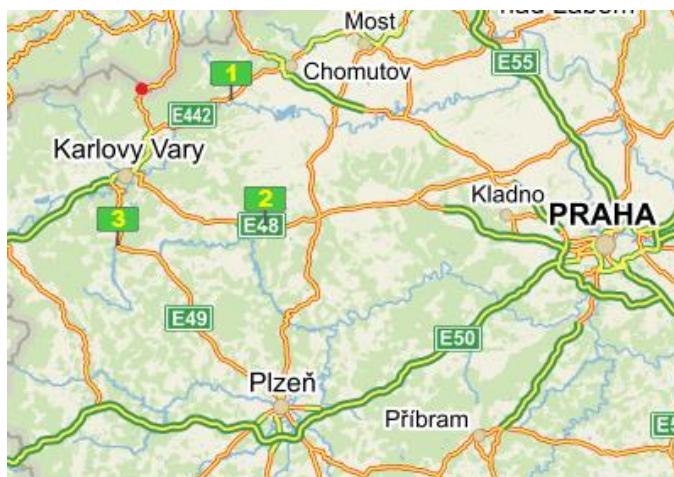 nad Labem
Most
1
Chomutov
E55
E442
Karlovy Vary
2
Kladno
PRAHA
3
E48
E49
E50
Plzeň
Příbram